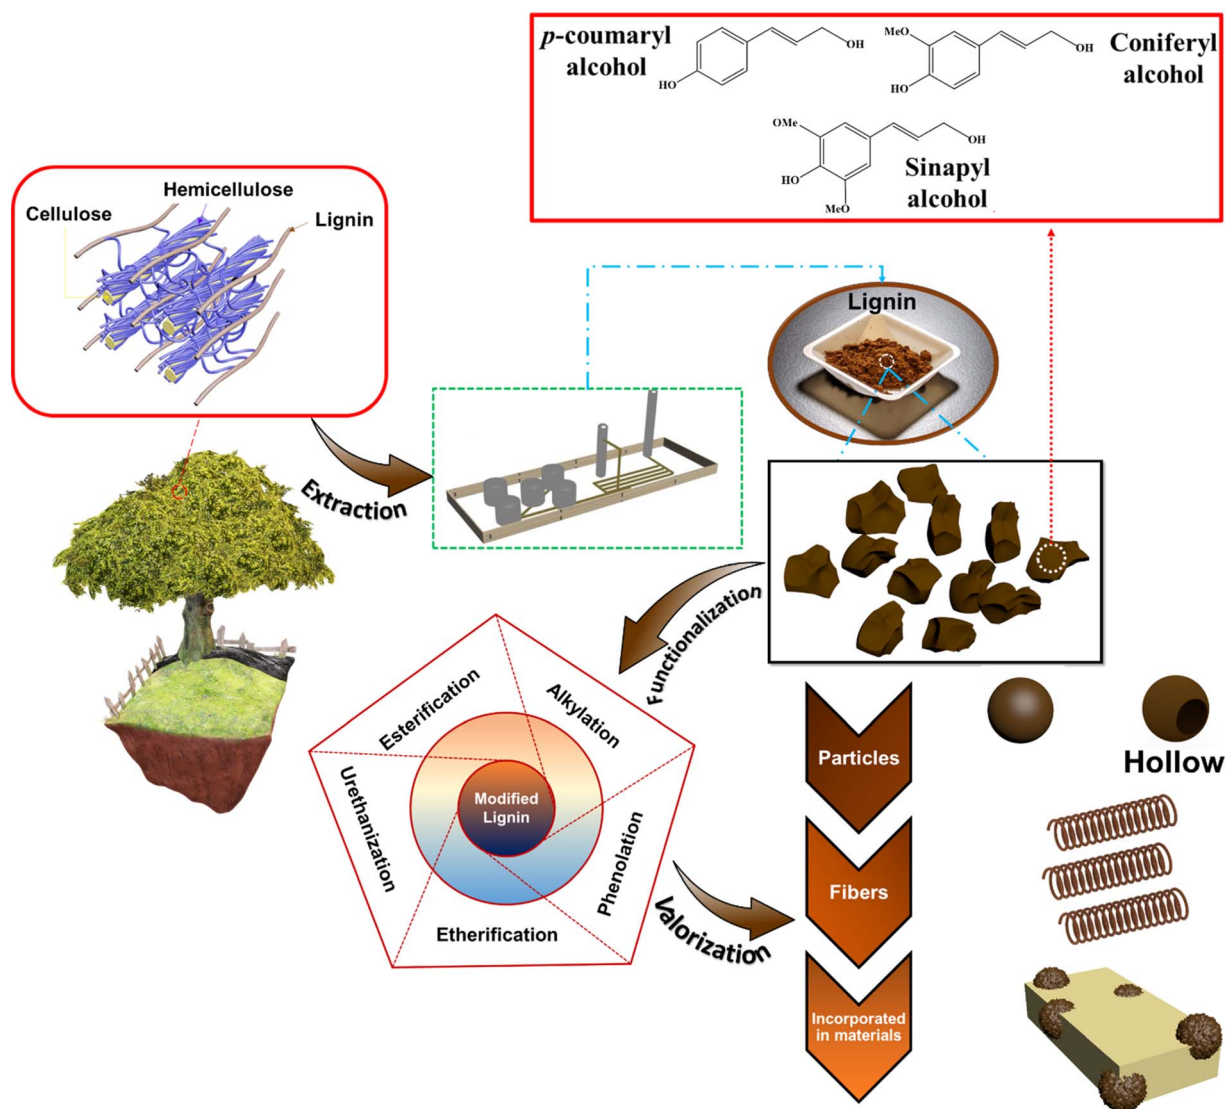 p-coumaryl
alcohol
OH
HO
MeO
HO
OH
Coniferyl
alcohol
OMe
HO
MeO
OH
Sinapyl
alcohol
Hemicellulose
Cellulose
Lignin
Lignin
Extraction
Functionalization
Esterification
Alkylation
Urethanization
Modified
Lignin
Phenolation
Etherification
Valorization
Particles
Hollow
Fibers
Incorporated
in materials